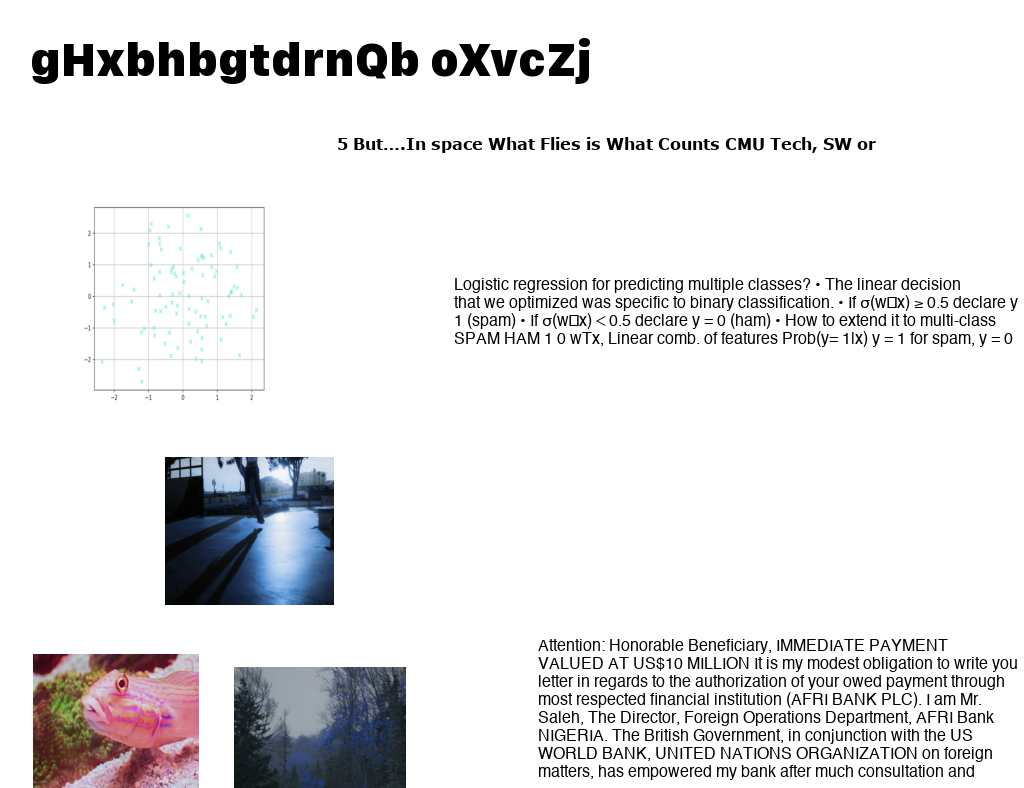 gHxbhbgtdrnQb oXvcZj
5 But....In space What Flies is What Counts CMU Tech, SW or
2
1
0
−1
−2
−2 −1 0 1 2
Logistic regression for predicting multiple classes? • The linear decision
that we optimized was specific to binary classification. • If σ(w□x) ≥ 0.5 declare y
1 (spam) • If σ(w□x) < 0.5 declare y = 0 (ham) • How to extend it to multi-class
SPAM HAM 1 0 wTx, Linear comb. of features Prob(y= 1|x) y = 1 for spam, y = 0
Attention: Honorable Beneficiary, IMMEDIATE PAYMENT
VALUED AT US$10 MILLION It is my modest obligation to write you
letter in regards to the authorization of your owed payment through
most respected financial institution (AFRI BANK PLC). I am Mr.
Saleh, The Director, Foreign Operations Department, AFRI Bank
NIGERIA. The British Government, in conjunction with the US
WORLD BANK, UNITED NATIONS ORGANIZATION on foreign
matters, has empowered my bank after much consultation and